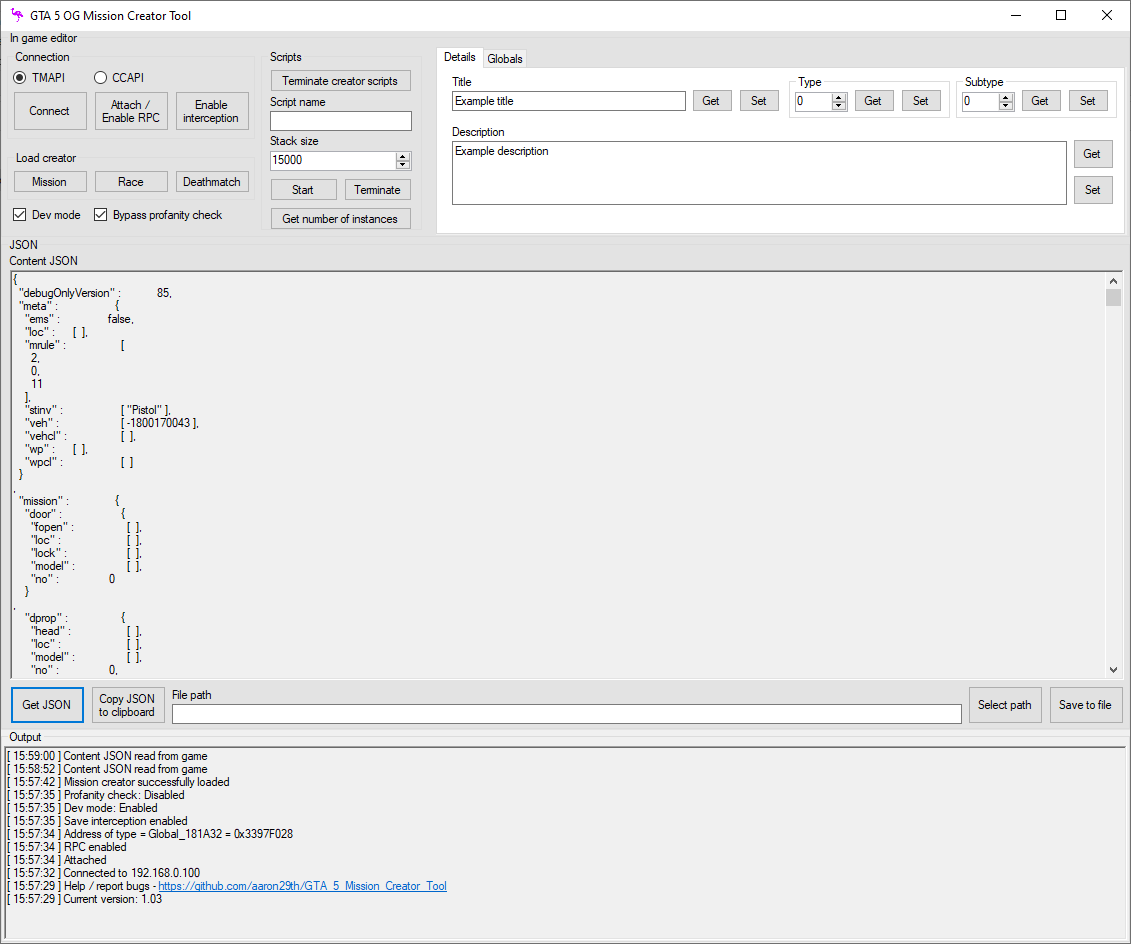 GTA 5 OG Mission Creator Tool
In game editor
Connection
TMAPI
CCAPI
Connect
Attach /
Enable RPC
Enable
interception
Load creator
Mission
Race
Deathmatch
Dev mode
Bypass profanity check
Scripts
Terminate creator scripts
Script name
Stack size
15000
Start
Terminate
Get number of instances
Details
Globals
Title
Example title
Get
Set
Type
0
Get
Set
Subtype
0
Get
Set
Description
Example description
Get
Set
JSON
Content JSON
{
"debugOnlyVersion" : 85,
"meta" : {
"ems" : false,
"loc" : [ ],
"mrule" : [
2,
0,
11
],
"stinv" : [ "Pistol" ],
"veh" : [ -1800170043 ],
"vehcl" : [ ],
"wp" : [ ],
"wpcl" : [ ]
}
,
"mission" : {
"door" : {
"fopen" : [ ],
"loc" : [ ],
"lock" : [ ],
"model" : [ ],
"no" : 0
}
,
"dprop" : {
"head" : [ ],
"loc" : [ ],
"model" : [ ],
"no" : 0,
Get JSON
Copy JSON
to clipboard
File path
Select path
Save to file
Output
[ 15:59:00 ] Content JSON read from game
[ 15:58:52 ] Content JSON read from game
[ 15:57:42 ] Mission creator successfully loaded
[ 15:57:35 ] Profanity check: Disabled
[ 15:57:35 ] Dev mode: Enabled
[ 15:57:35 ] Save interception enabled
[ 15:57:34 ] Address of type = Global_181A32 = 0x3397F028
[ 15:57:34 ] RPC enabled
[ 15:57:34 ] Attached
[ 15:57:32 ] Connected to 192.168.0.100
[ 15:57:29 ] Help / report bugs - https://github.com/aaron29th/GTA_5_Mission_Creator_Tool
[ 15:57:29 ] Current version: 1.03